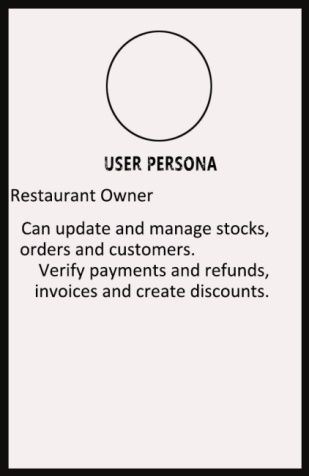 USER PERSONA
Restaurant Owner
Can update and manage stocks,
orders and customers.
Verify payments and refunds,
invoices and create discounts.